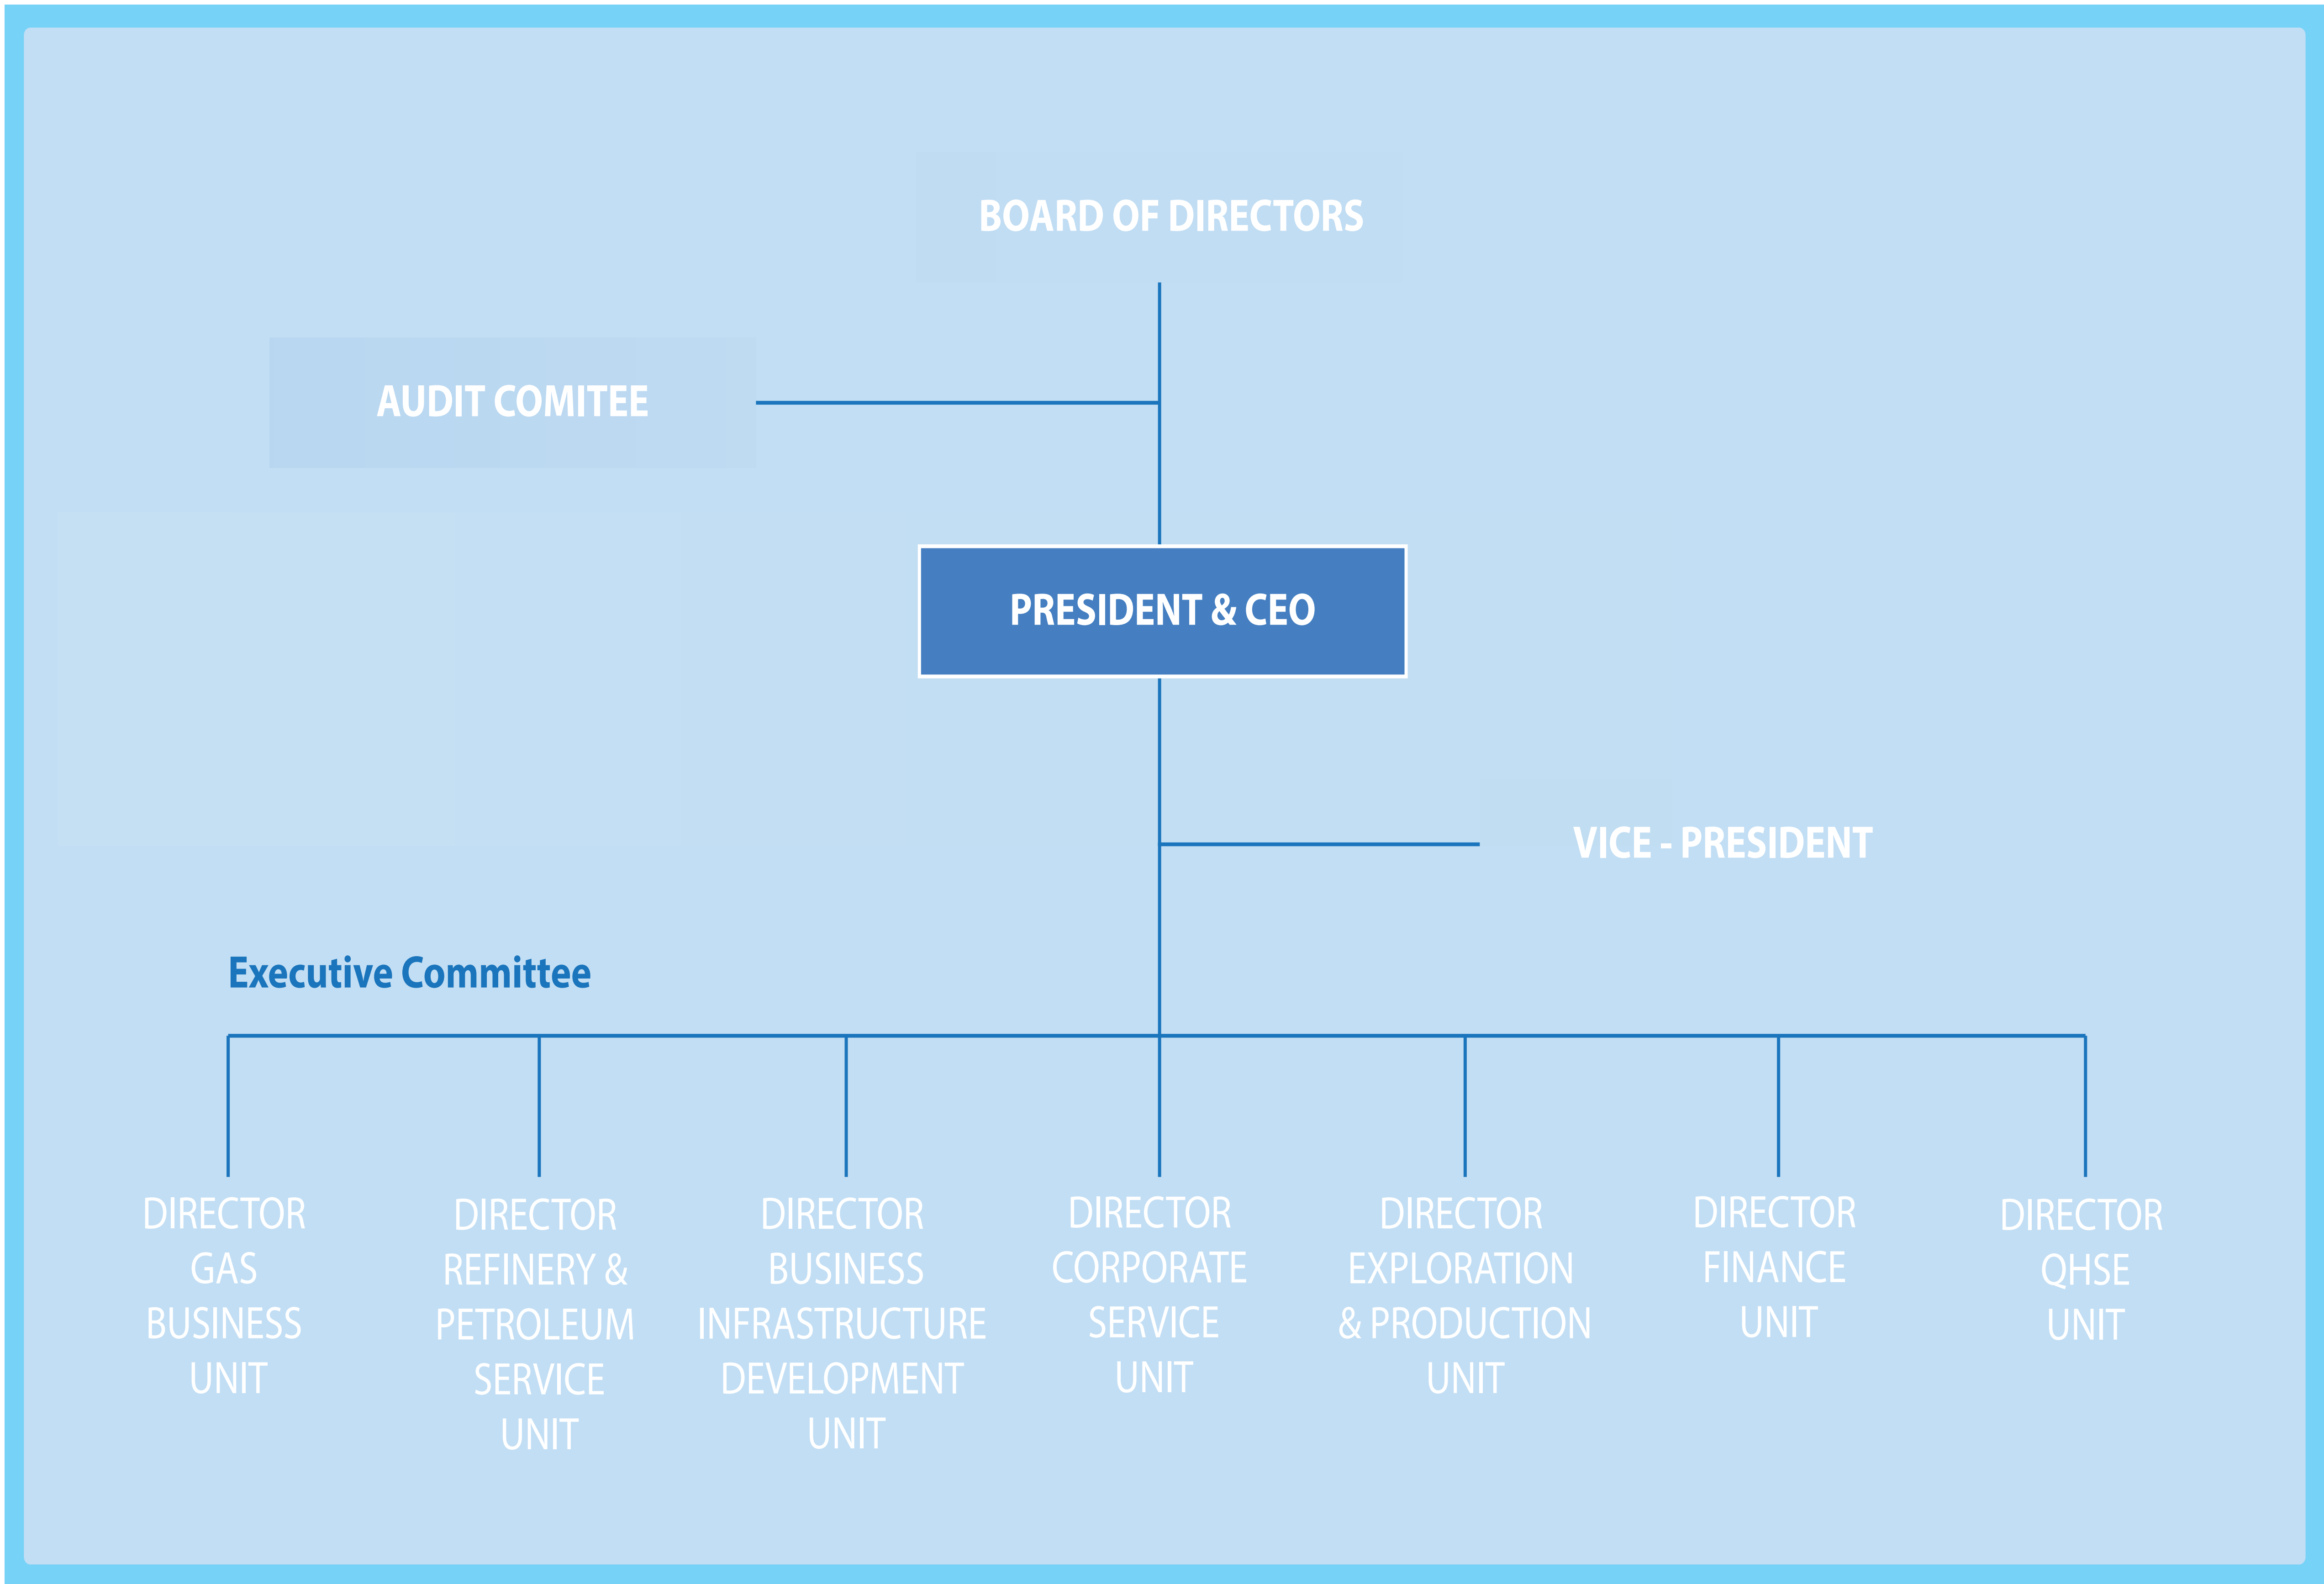 BOARD OF DIRECTORS
AUDIT COMITEE
PRESIDENT & CEO
VICE - PRESIDENT
Executive Committe
DIRECTOR
GAS
BUSINESS
UNIT
DIRECTOR
REFINERY &
PETROLEUM
SERVICE
UNIT
DIRECTOR
BUSINESS
INFRASTRUCTURE
DEVELOPMENT
UNIT
DIRECTOR
CORPORATE
SERVICE
UNIT
DIRECTOR
EXPLORATION
& PRODUCTION
UNIT
DIRECTOR
FINANCE
UNIT
DIRECTOR
QHSE
UNIT